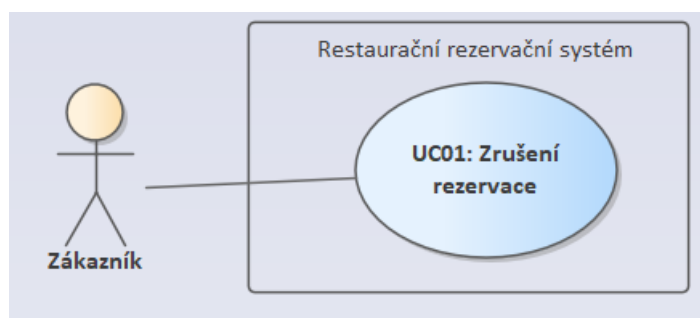 Restaurační rezervační systém
UC01: Zrušení
rezervace
Zákazník